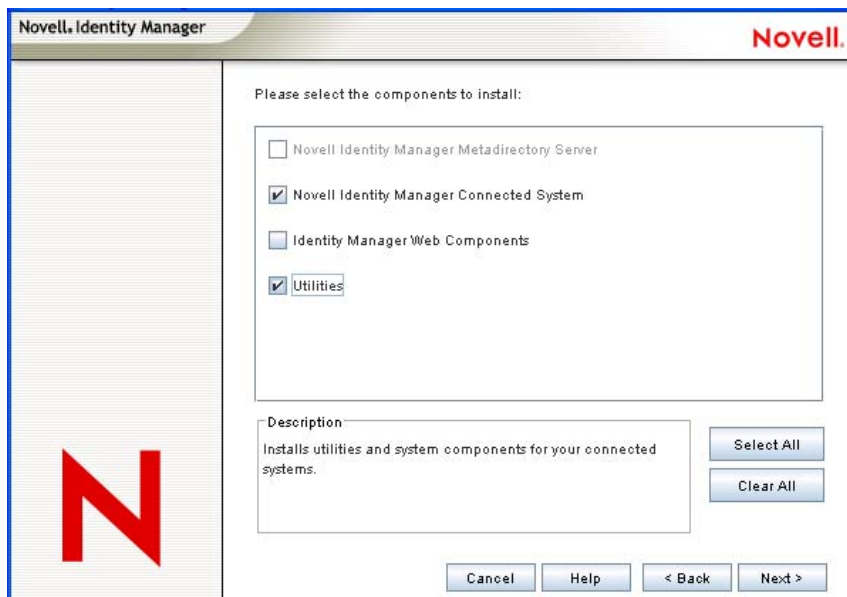 Novell. Identity Manager
Novell.
Please select the components to install:
Novell Identity Manager Metadirectory Server
Novell Identity Manager Connected System
Identity Manager Web Components
Utilities
Description
Installs utilities and system components for your connected
systems.
Select All
Clear All
N
Cancel
Help
< Back
Next >